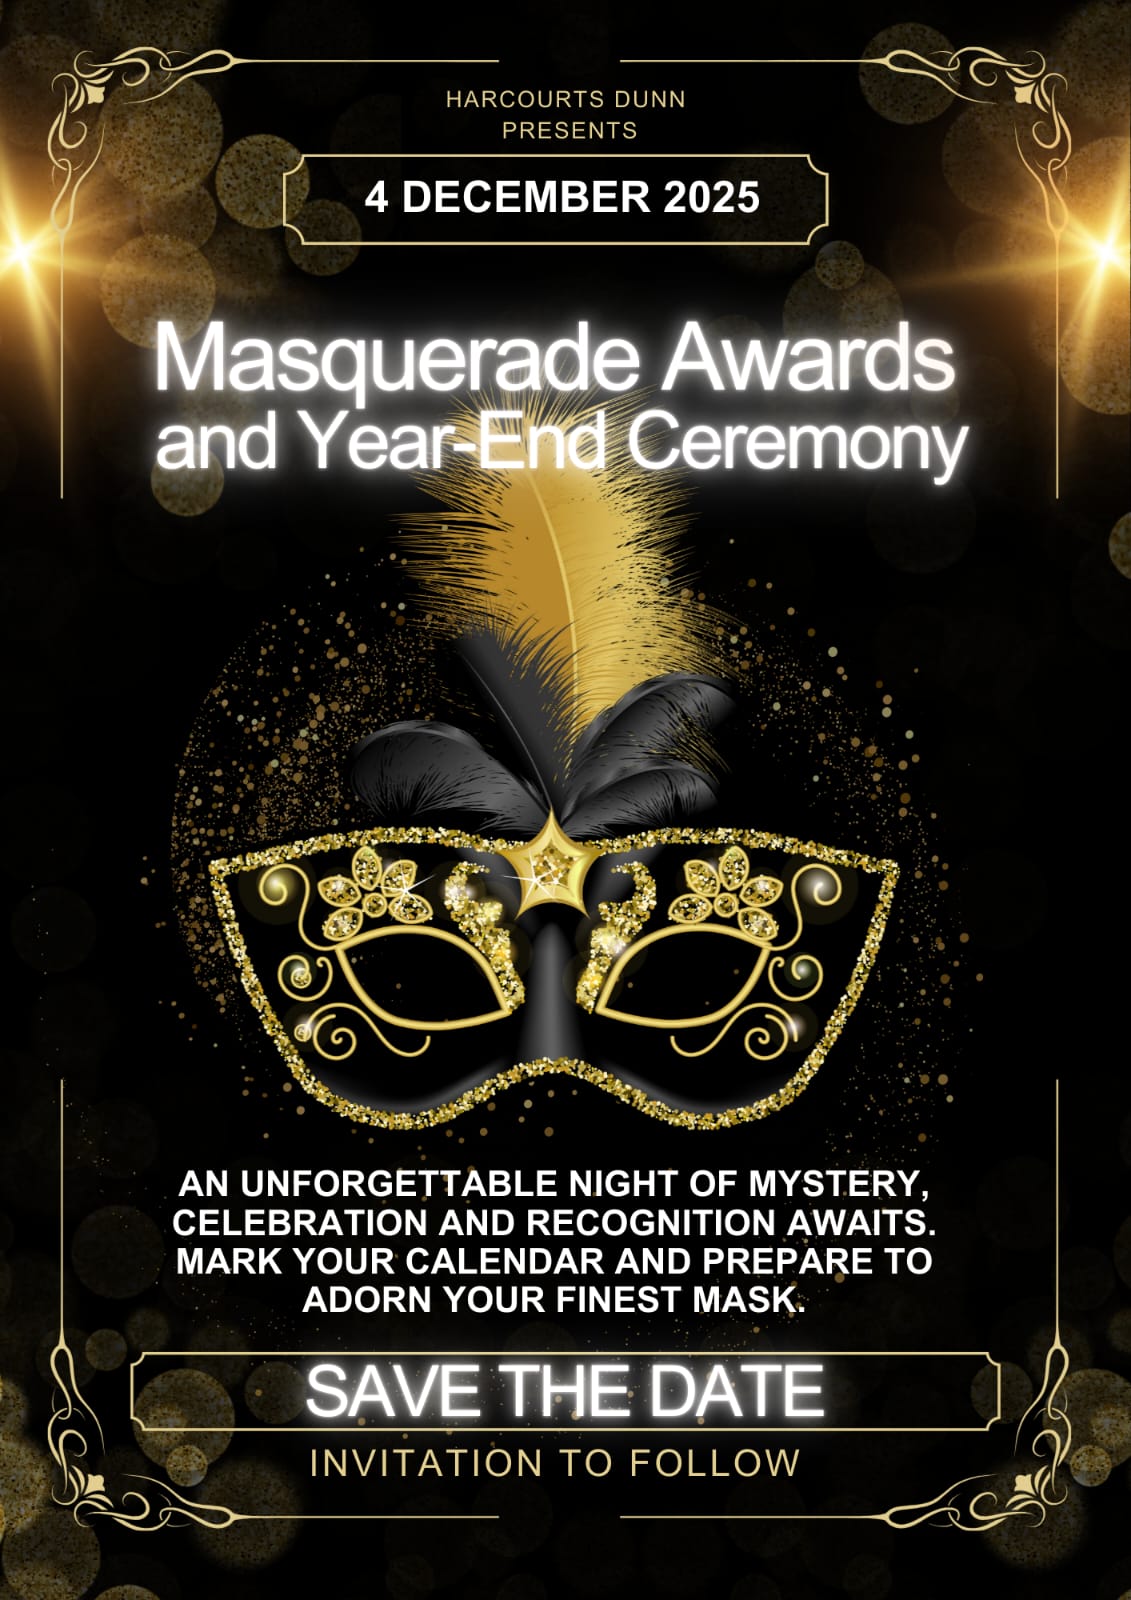 HARCOURTS DUNN
PRESENTS
4 DECEMBER 2025
Masquerade Awards
and Year-End Ceremony
AN UNFORGETTABLE NIGHT OF MYSTERY,
CELEBRATION AND RECOGNITION AWAITS.
MARK YOUR CALENDAR AND PREPARE TO
ADORN YOUR FINEST MASK.
SAVE THE DATE
INVITATION TO FOLLOW